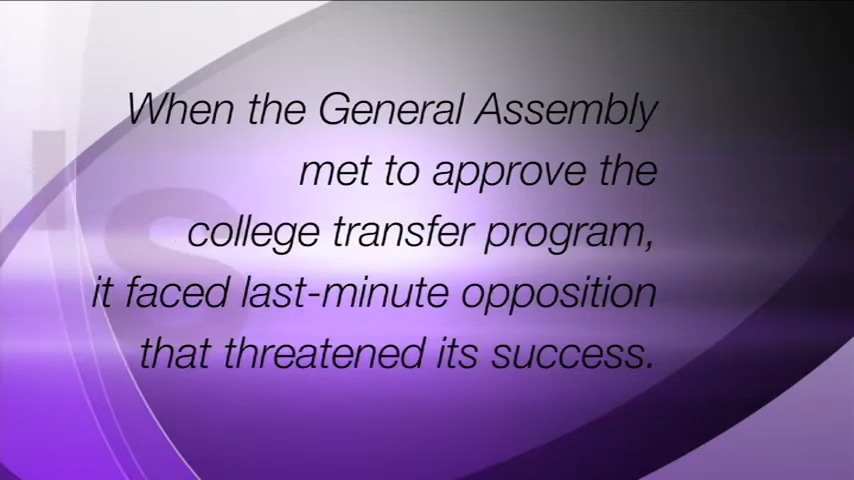 When the General Assembly
met to approve the
college transfer program,
it faced last-minute opposition
that threatened its success.